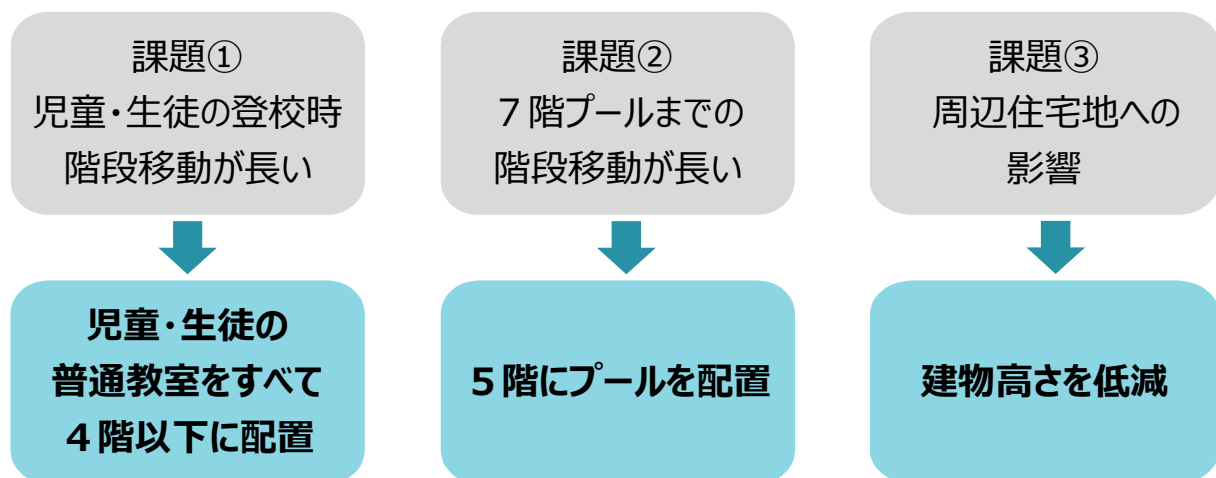 課題①
児童・生徒の登校時
階段移動が長い
課題②
７階プールまでの
階段移動が長い
課題③
周辺住宅地への
影響
児童・生徒の
普通教室をすべて
４階以下に配置
５階にプールを配置
建物高さを低減